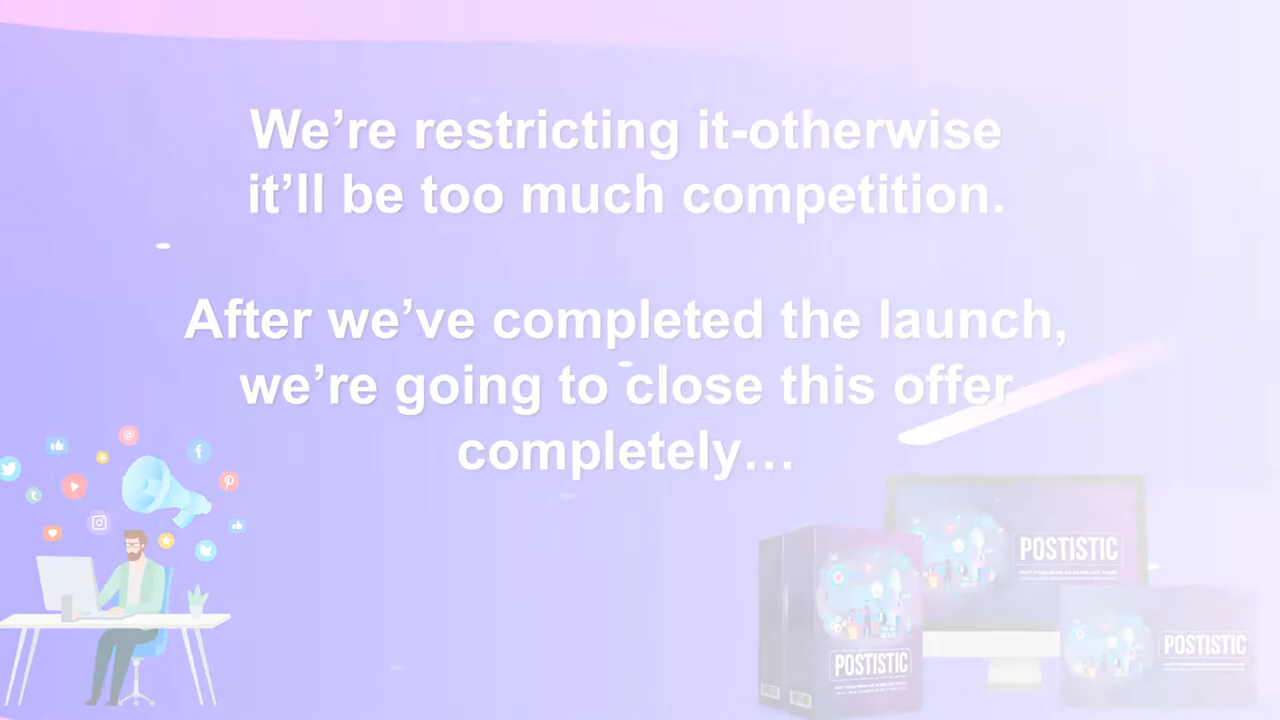 We’re restricting it-otherwise
it’ll be too much competition.
After we’ve completed the launch,
we’re going to close this offer
completely…
POSTISTIC
POSTISTIC
POSTISTIC